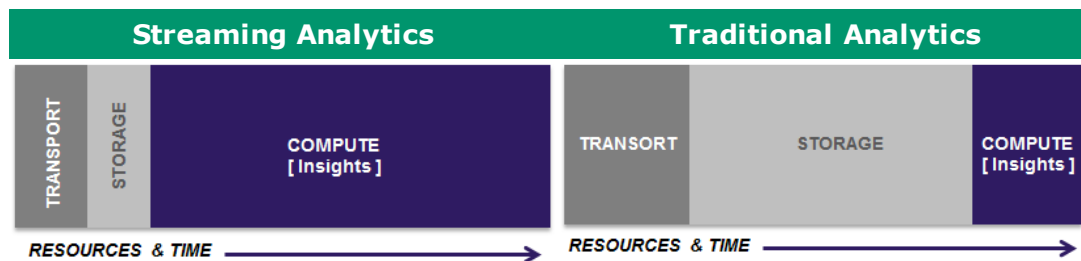 Streaming Analytics
TRANSPORT
STORAGE
COMPUTE
[ Insights ]
RESOURCES & TIME
Traditional Analytics
TRANSORT
STORAGE
COMPUTE
[ Insights ]
RESOURCES & TIME